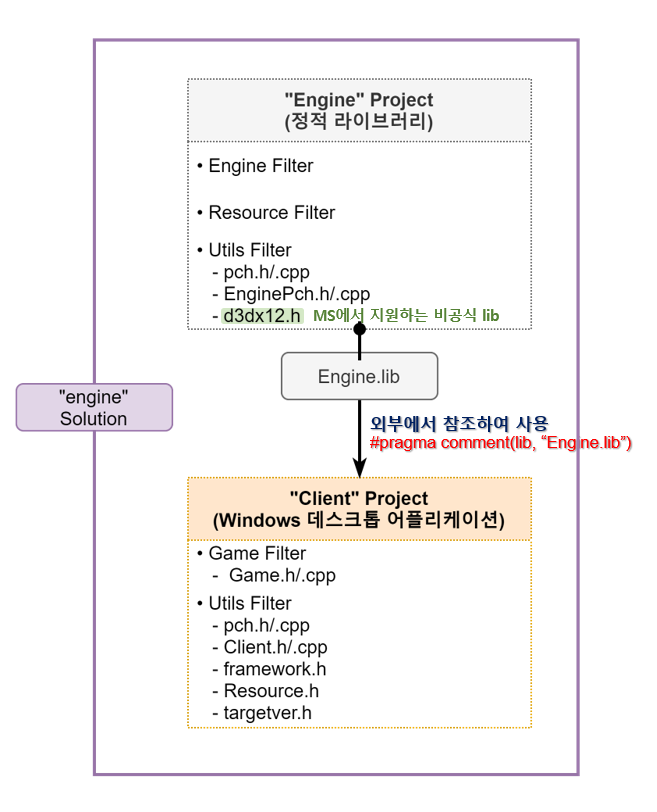 "Engine" Project
(정적 라이브러리)
• Engine Filter
• Resource Filter
• Utils Filter
- pch.h/.cpp
- EnginePch.h/.cpp
- d3dx12.h MS에서 지원하는 비공식 lib
Engine.lib
"engine"
Solution
외부에서 참조하여 사용
#pragma comment(lib, “Engine.lib”)
"Client" Project
(Windows 데스크톱 어플리케이션)
• Game Filter
- Game.h/.cpp
• Utils Filter
- pch.h/.cpp
- Client.h/.cpp
- framework.h
- Resource.h
- targetver.h